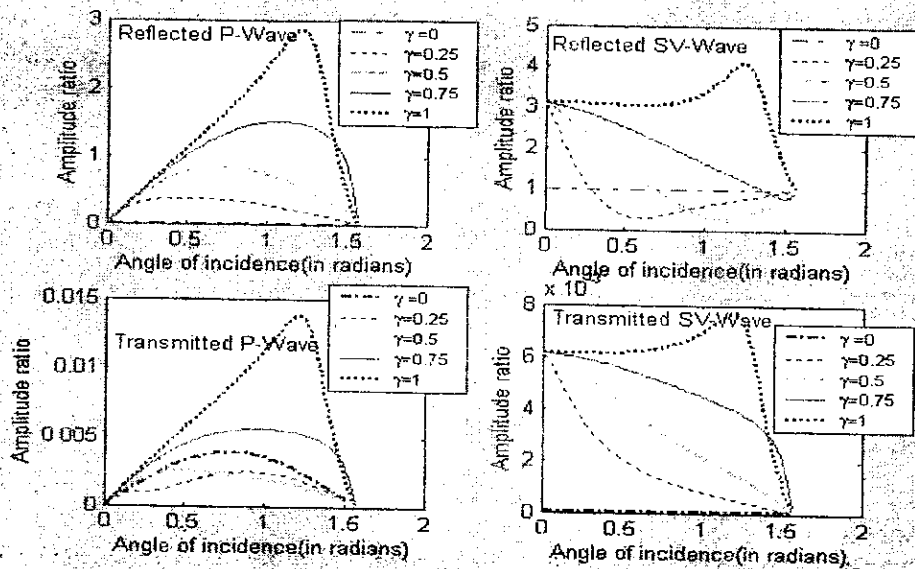 Reflected P-Wave
3
2
1
0
Amplitude ratio
γ=0
γ=0.25
γ=0.5
γ=0.75
γ=1
0 0.5 1 1.5 2
Angle of incidence(in radians)
Reflected SV-Wave
5
4
3
2
1
0
Amplitude ratio
γ=0
γ=0.25
γ=0.5
γ=0.75
γ=1
0 0.5 1 1.5 2
Angle of incidence(in radians)
Transmitted P-Wave
0.015
0.01
0.005
0
Amplitude ratio
γ=0
γ=0.25
γ=0.5
γ=0.75
γ=1
0 0.5 1 1.5 2
Angle of incidence(in radians)
x 10
Transmitted SV-Wave
8
6
4
2
0
Amplitude ratio
γ=0
γ=0.25
γ=0.5
γ=0.75
γ=1
0 0.5 1 1.5 2
Angle of incidence(in radians)